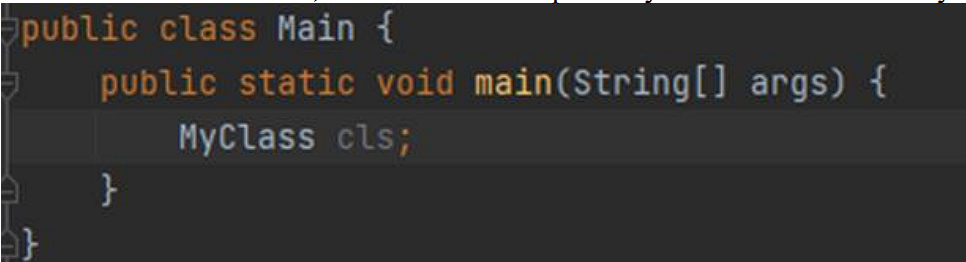 public class Main {
    public static void main(String[] args) {
        MyClass cls;
    }
}